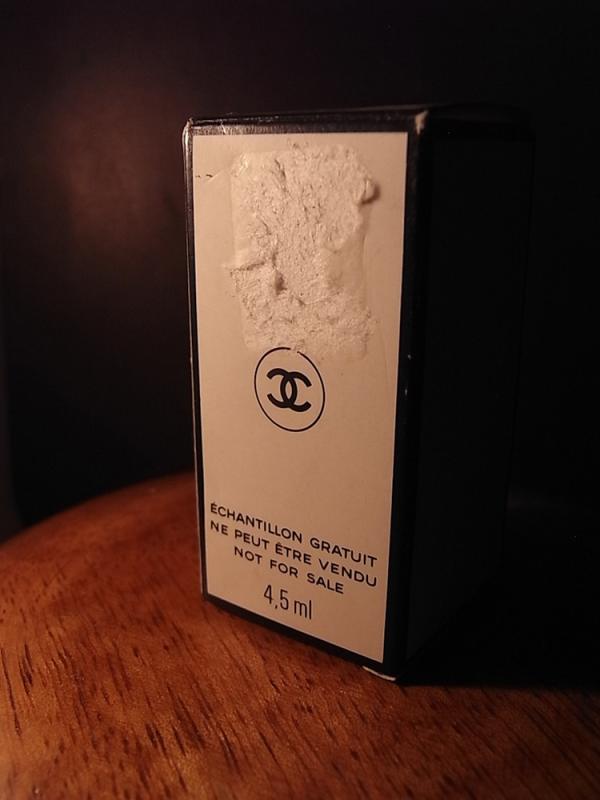 ÉCHANTILLON GRATUIT
NE PEUT ÊTRE VENDU
NOT FOR SALE
4,5 ml